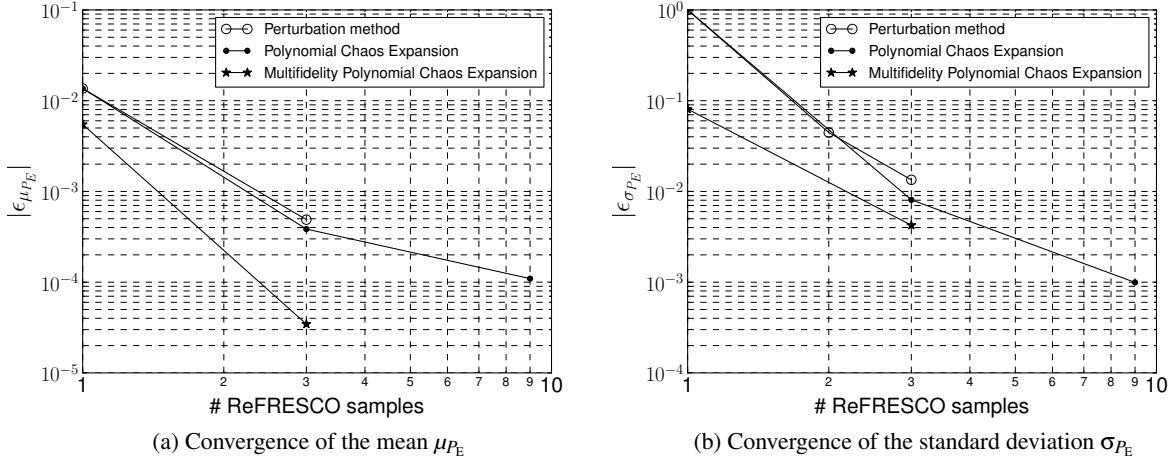 10⁻¹
10⁻²
10⁻³
10⁻⁴
10⁻⁵
|ϵ_{μ_{P_E}}|
Perturbation method
Polynomial Chaos Expansion
Multifidelity Polynomial Chaos Expansion
1 2 3 4 5 6 7 8 9 10
# ReFRESCO samples
(a) Convergence of the mean μ_{P_E}
10⁰
10⁻¹
10⁻²
10⁻³
10⁻⁴
|ϵ_{σ_{P_E}}|
Perturbation method
Polynomial Chaos Expansion
Multifidelity Polynomial Chaos Expansion
1 2 3 4 5 6 7 8 9 10
# ReFRESCO samples
(b) Convergence of the standard deviation σ_{P_E}